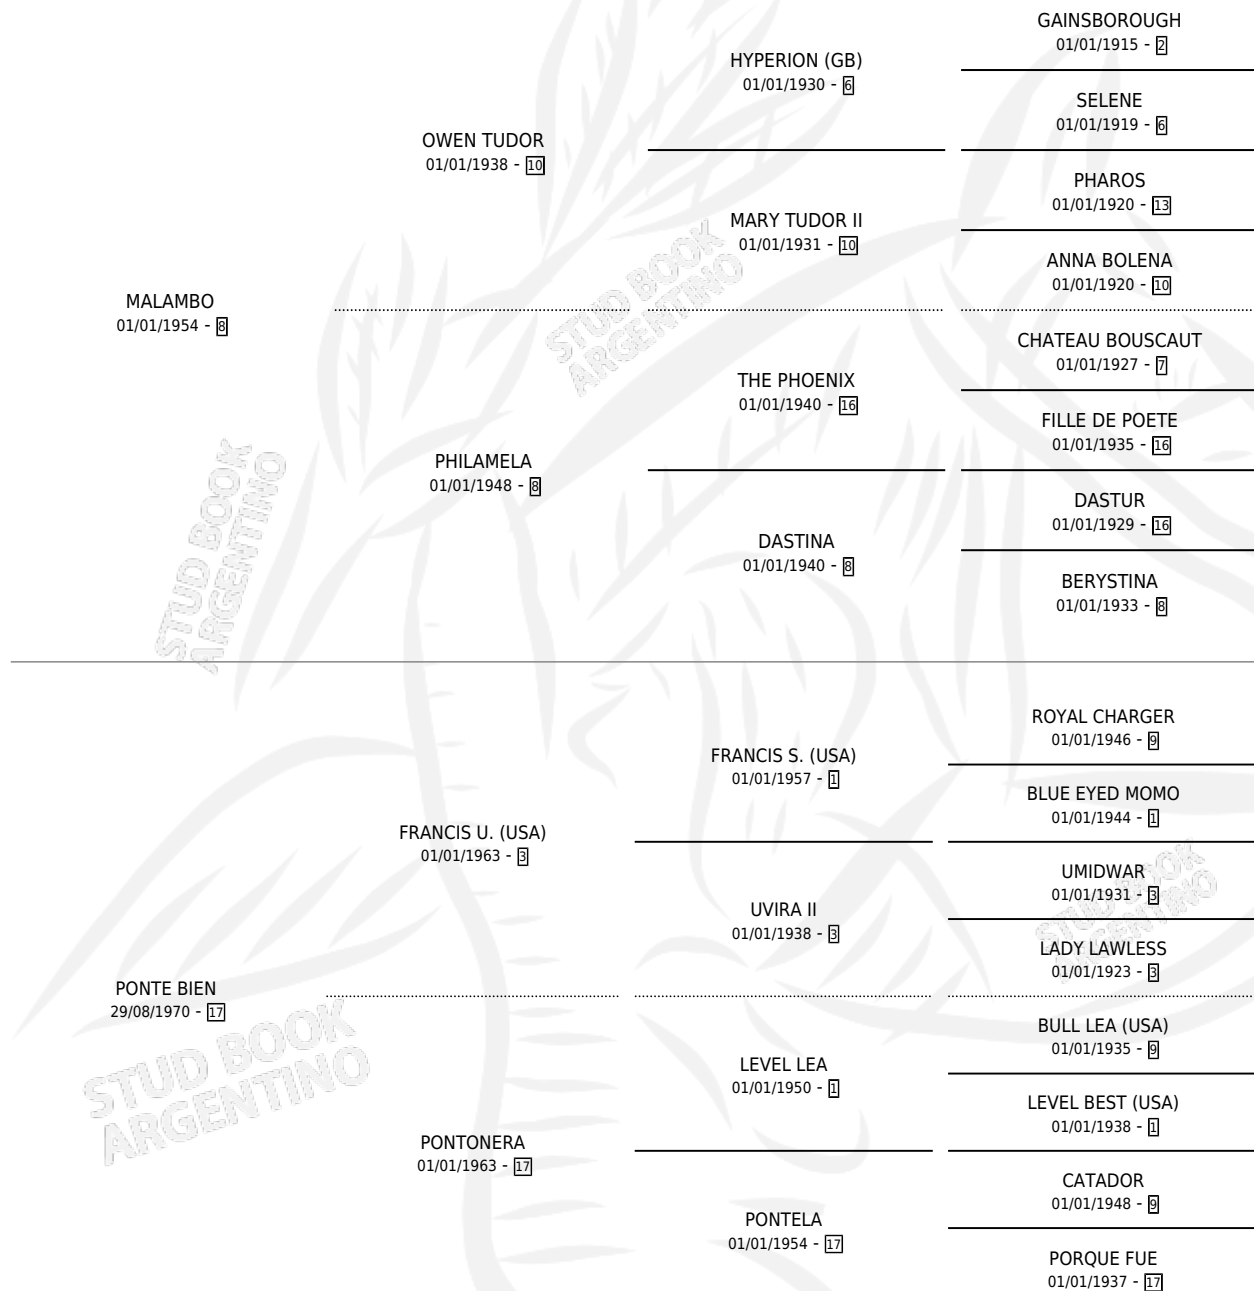 GAINSBOROUGH
01/01/1915 - 2
HYPERION (GB)
01/01/1930 - 6
SELENE
01/01/1919 - 6
OWEN TUDOR
01/01/1938 - 10
PHAROS
01/01/1920 - 13
MARY TUDOR II
01/01/1931 - 10
ANNA BOLENA
01/01/1920 - 10
MALAMBO
01/01/1954 - 8
STUD BOOK
ARGENTINO
CHATEAU BOUSCAUT
01/01/1927 - 7
THE PHOENIX
01/01/1940 - 16
FILLE DE POETE
01/01/1935 - 16
PHILAMELA
01/01/1948 - 8
DASTUR
01/01/1929 - 16
DASTINA
01/01/1940 - 8
BERYSTINA
01/01/1933 - 8
STUD BOOK
ARGENTINO
ROYAL CHARGER
01/01/1946 - 9
FRANCIS S. (USA)
01/01/1957 - 1
BLUE EYED MOMO
01/01/1944 - 1
FRANCIS U. (USA)
01/01/1963 - 3
UMIDWAR
01/01/1931 - 3
UVIRA II
01/01/1938 - 3
STUD BOOK
ARGENTINO
LADY LAWLESS
01/01/1923 - 3
PONTE BIEN
29/08/1970 - 17
BULL LEA (USA)
01/01/1935 - 9
LEVEL LEA
01/01/1950 - 1
STUD BOOK
ARGENTINO
LEVEL BEST (USA)
01/01/1938 - 1
PONTONERA
01/01/1963 - 17
CATADOR
01/01/1948 - 9
PONTELA
01/01/1954 - 17
PORQUE FUE
01/01/1937 - 17